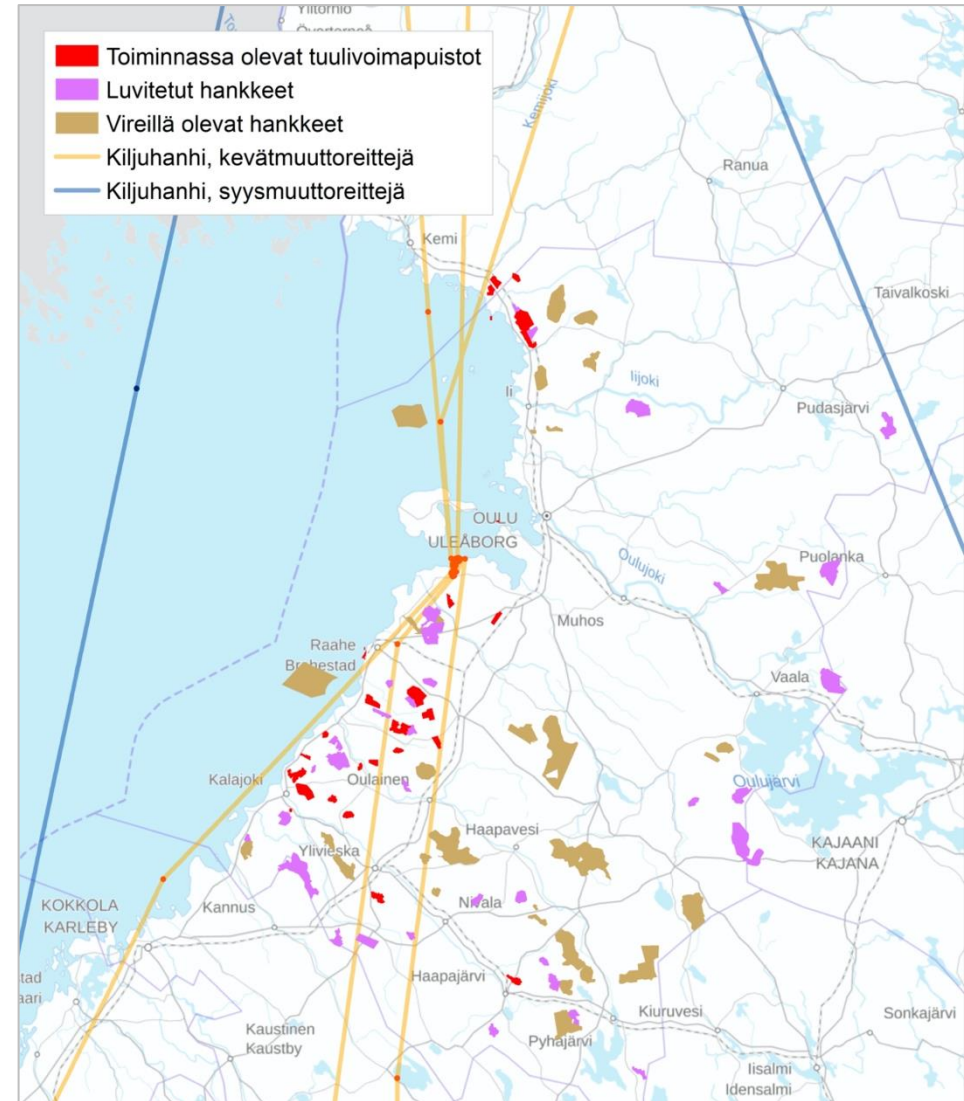 Ylitornio
Toiminnassa olevat tuulivoimapuistot
Luvitetut hankkeet
Vireillä olevat hankkeet
Kiljuhanhi, kevätmuuttoreittejä
Kiljuhanhi, syysmuuttoreittejä
Kemijoki
Ranua
Kemi
Taivalkoski
Iijoki
Ii
Pudasjärvi
OULU
ULEÅBORG
Oulujoki
Puolanka
Muhos
Raahe
Brahestad
Vaala
Kalajoki
Oulainen
Oulujärvi
Haapavesi
KAJAANI
KAJANA
Ylivieska
KOKKOLA
KARLEBY
Kannus
Nivala
Haapajärvi
tad
aari
Kiuruvesi
Sonkajärvi
Kaustinen
Kaustby
Pyhäjärvi
Iisalmi
Idensalmi